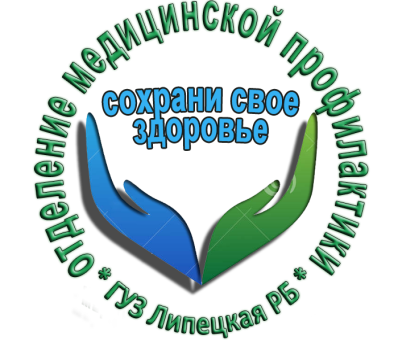 отделение медицинской профилактики
сохрани свое
здоровье
* ГУЗ Липецкая РБ *